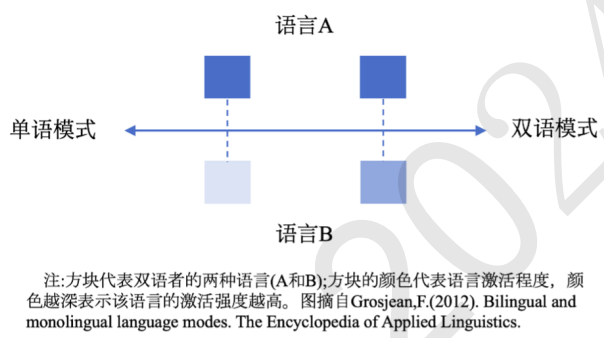 语言A
单语模式
双语模式
语言B
注:方块代表双语者的两种语言(A和B);方块的颜色代表语言激活程度，颜
色越深表示该语言的激活强度越高。图摘自Grosjean,F.(2012). Bilingual and
monolingual language modes. The Encyclopedia of Applied Linguistics.
202